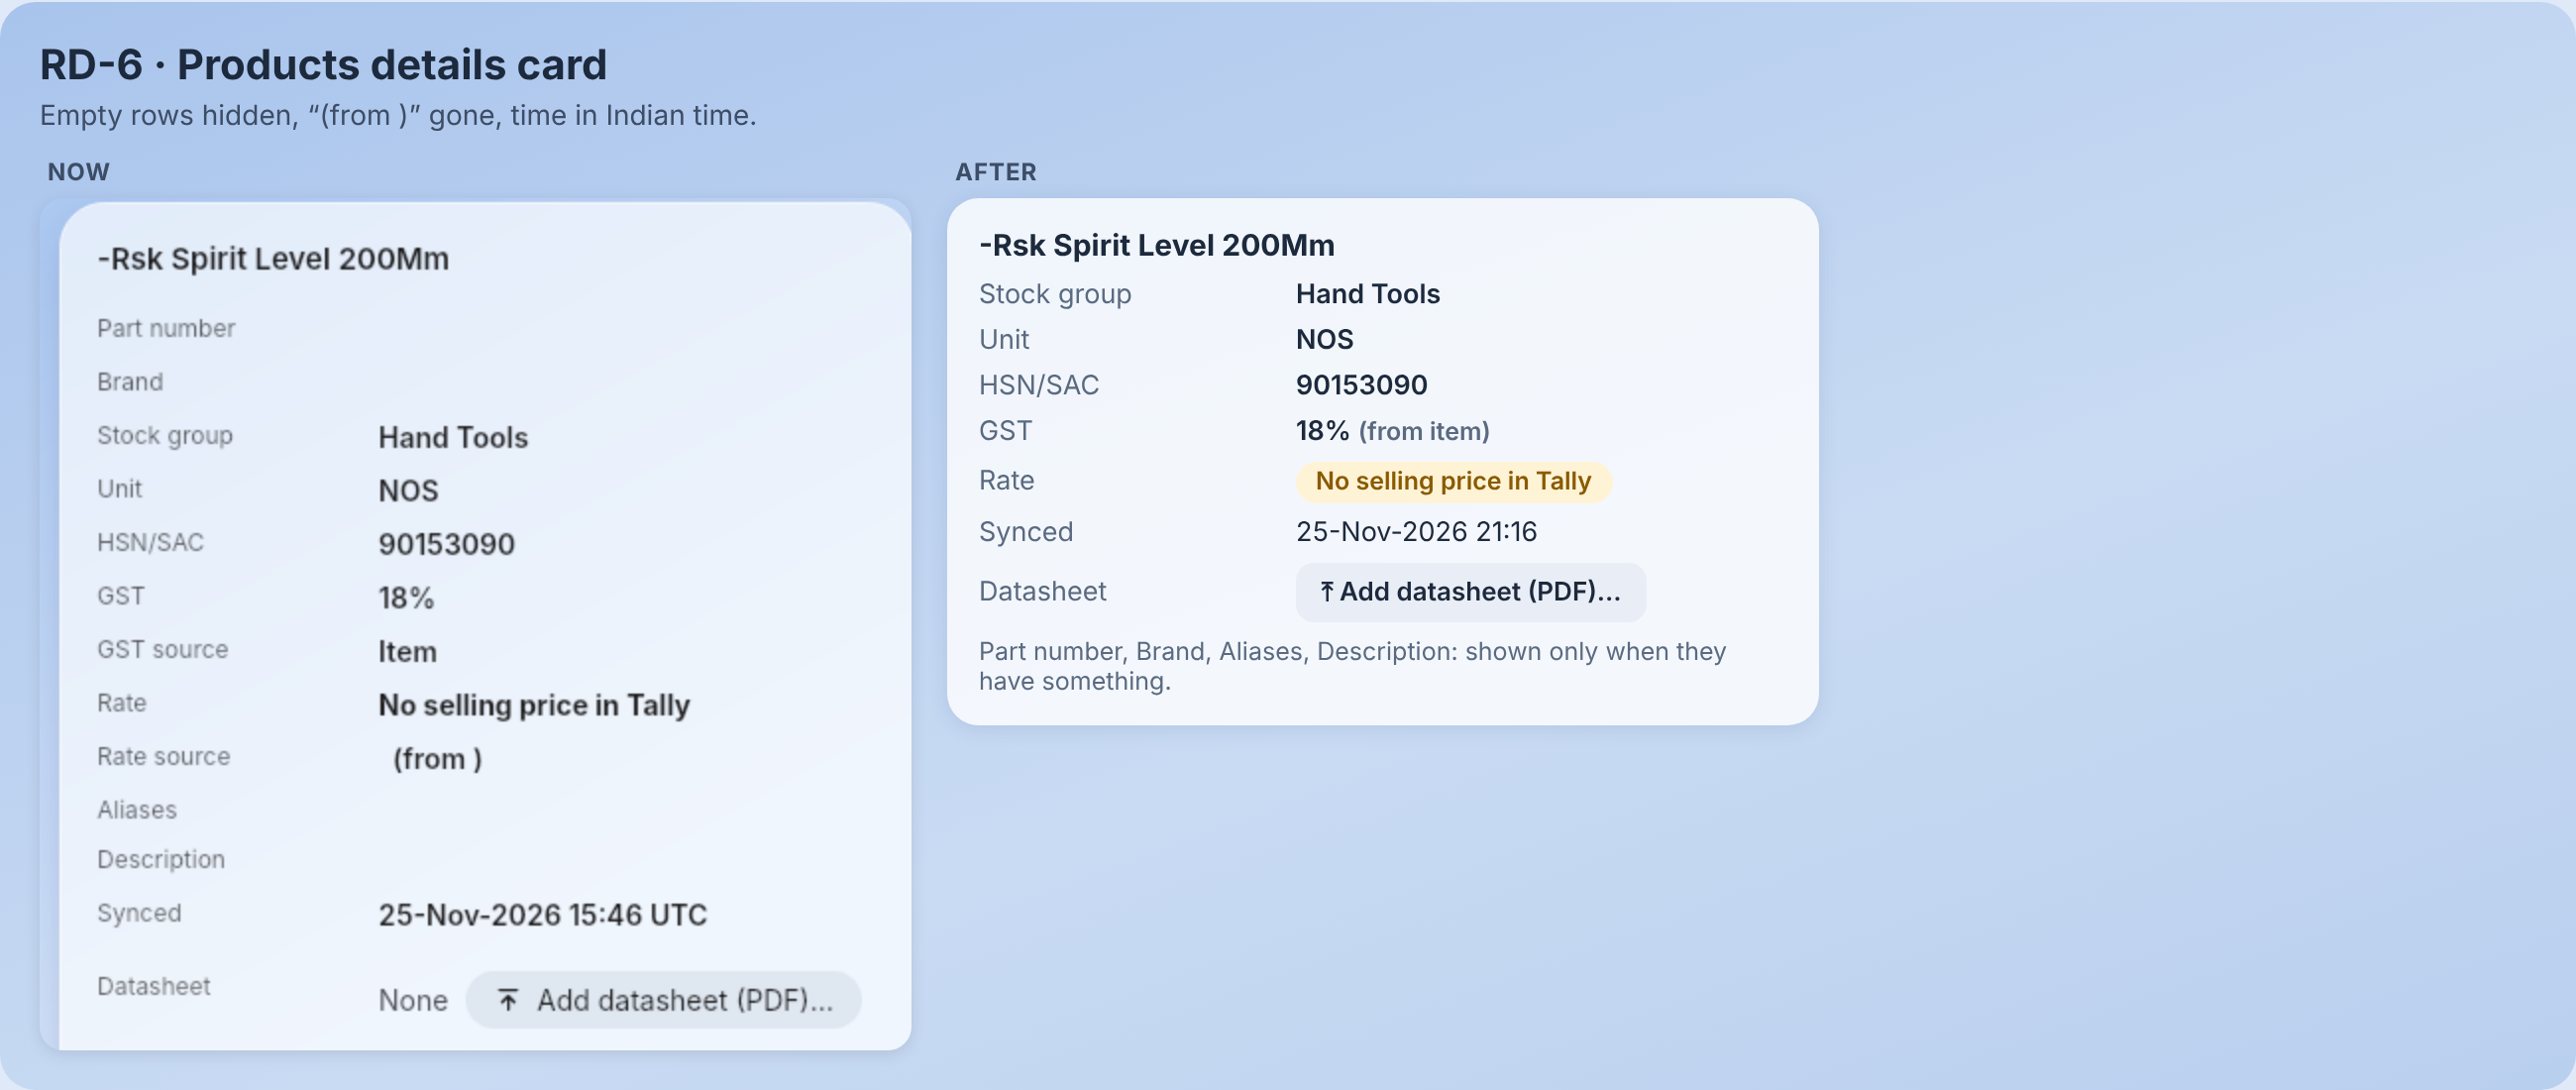 RD-6 · Products details card
Empty rows hidden, “(from )” gone, time in Indian time.
NOW
-Rsk Spirit Level 200Mm
Part number
Brand
Stock group Hand Tools
Unit NOS
HSN/SAC 90153090
GST 18%
GST source Item
Rate No selling price in Tally
Rate source (from )
Aliases
Description
Synced 25-Nov-2026 15:46 UTC
Datasheet None Add datasheet (PDF)...
AFTER
-Rsk Spirit Level 200Mm
Stock group Hand Tools
Unit NOS
HSN/SAC 90153090
GST 18% (from item)
Rate No selling price in Tally
Synced 25-Nov-2026 21:16
Datasheet ⤒ Add datasheet (PDF)…
Part number, Brand, Aliases, Description: shown only when they
have something.